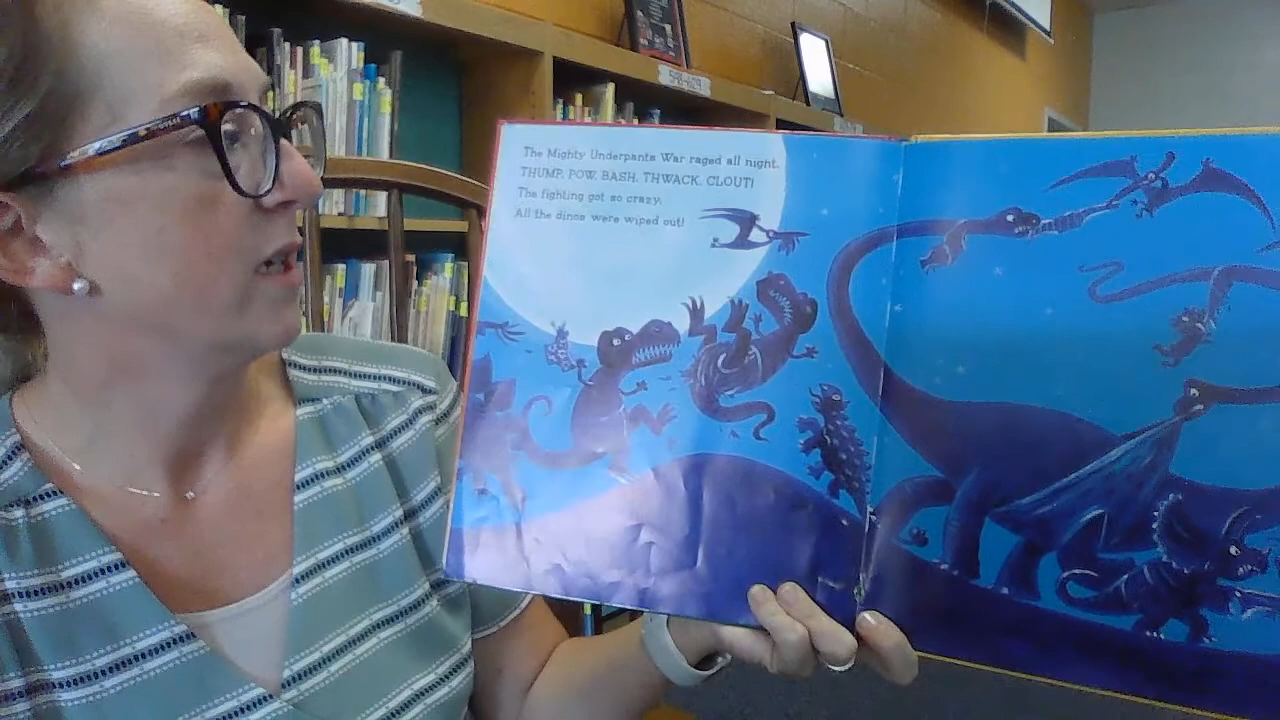 The Mighty Underpants War raged all night.
THUMP, POW, BASH, THWACK, CLOUT!
The fighting got so crazy,
All the dinos were wiped out!